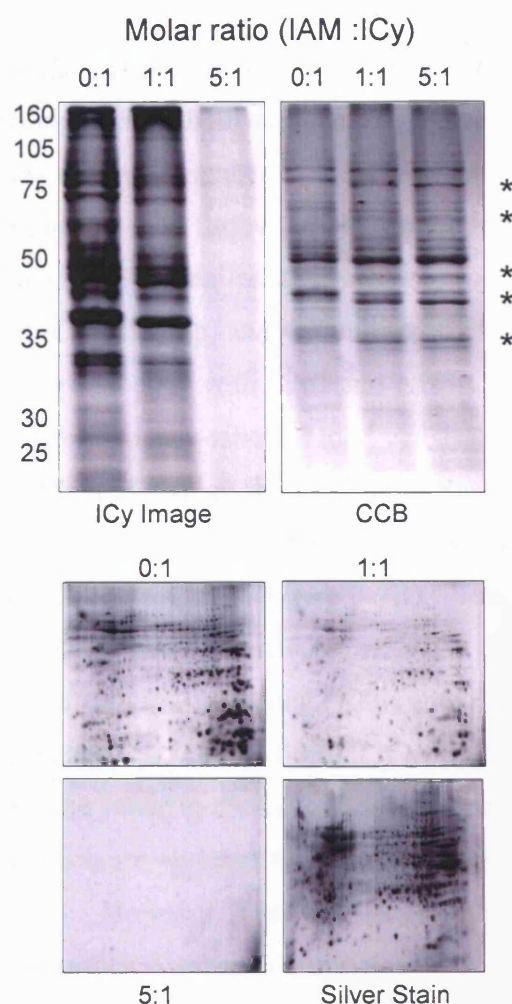 Molar ratio (IAM :ICy)
0:1 1:1 5:1 0:1 1:1 5:1
160
105
75 *
*
50
*
*
35 *
30
25
ICy Image CCB
0:1 1:1
5:1 Silver Stain